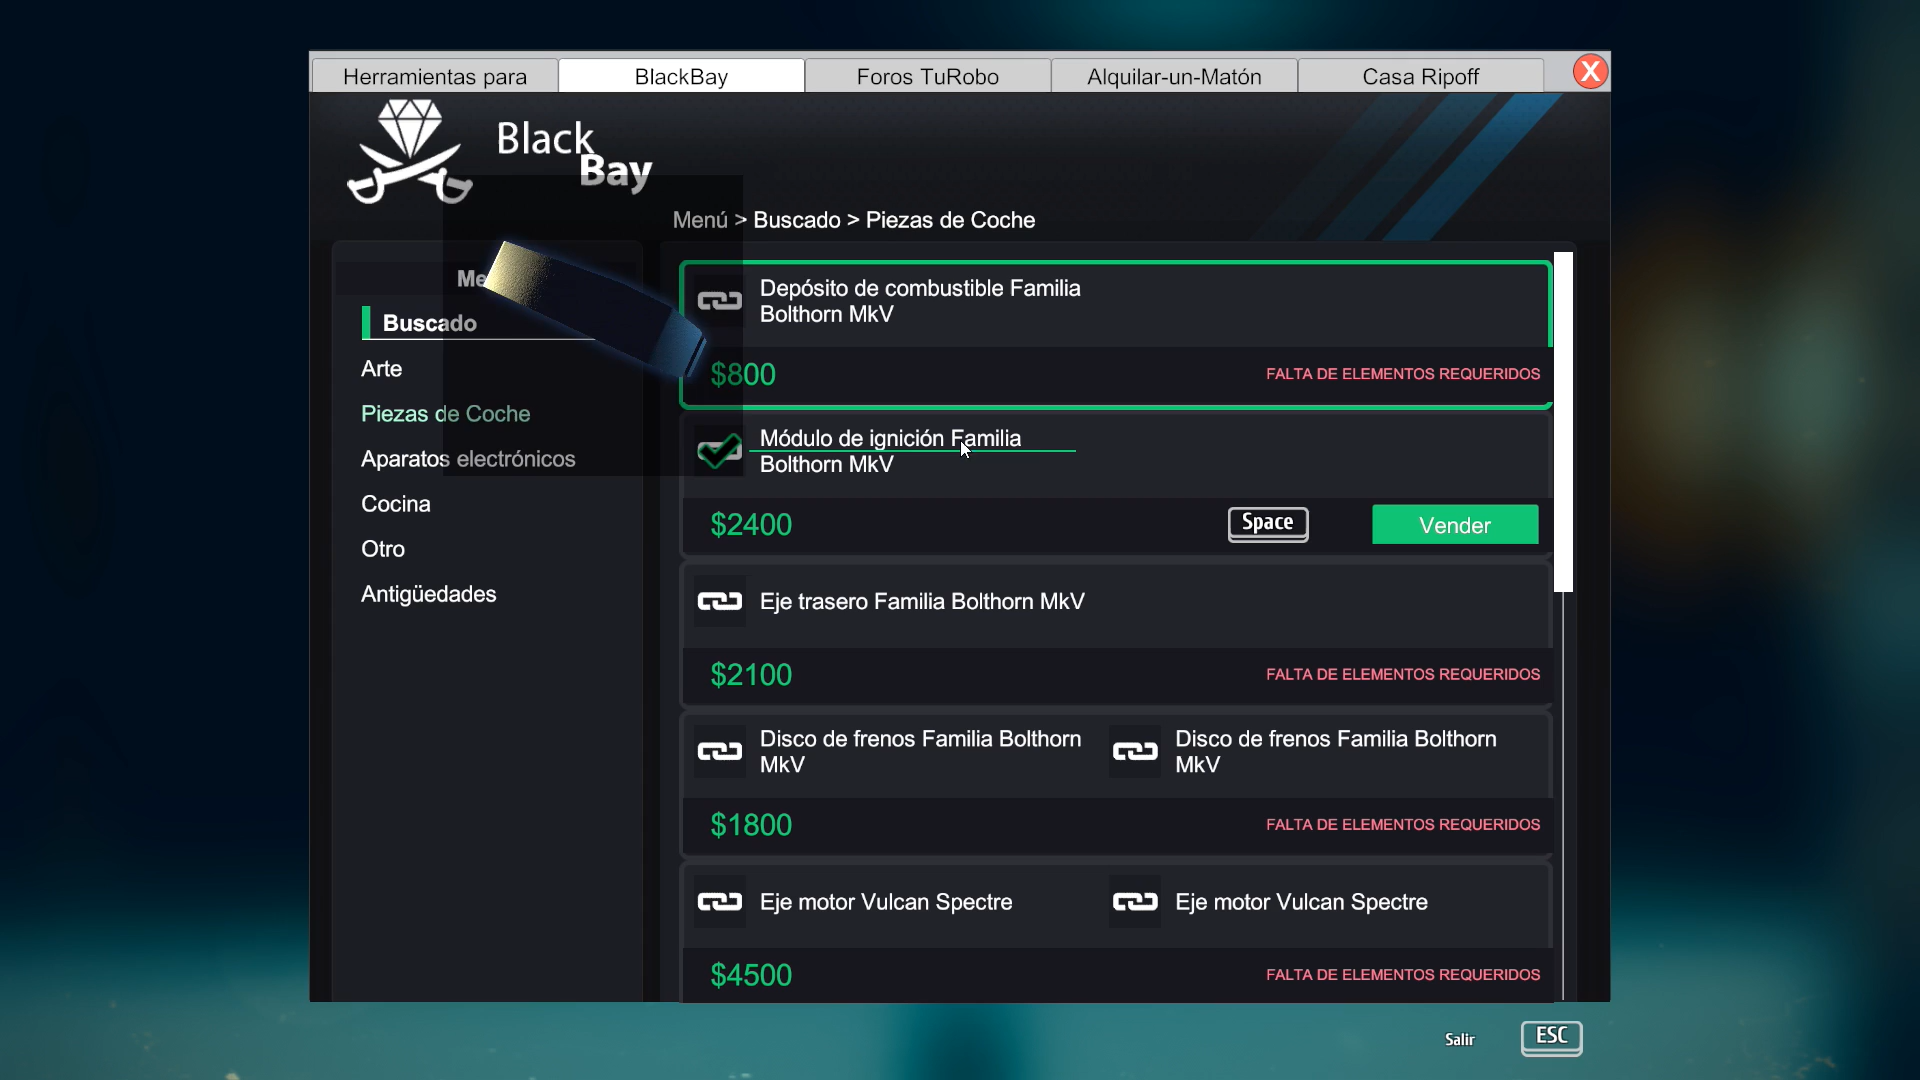 Herramientas para
BlackBay
Foros TuRobo
Alquilar-un-Matón
Casa Ripoff
X
Black
Bay
Menú > Buscado > Piezas de Coche
Buscado
Arte
Piezas de Coche
Aparatos electrónicos
Cocina
Otro
Antigüedades
Depósito de combustible Familia
Bolthorn MkV
$800
FALTA DE ELEMENTOS REQUERIDOS
Módulo de ignición Familia
Bolthorn MkV
$2400
Space
Vender
Eje trasero Familia Bolthorn MkV
$2100
FALTA DE ELEMENTOS REQUERIDOS
Disco de frenos Familia Bolthorn
MkV
Disco de frenos Familia Bolthorn
MkV
$1800
FALTA DE ELEMENTOS REQUERIDOS
Eje motor Vulcan Spectre
Eje motor Vulcan Spectre
$4500
FALTA DE ELEMENTOS REQUERIDOS
Salir
ESC